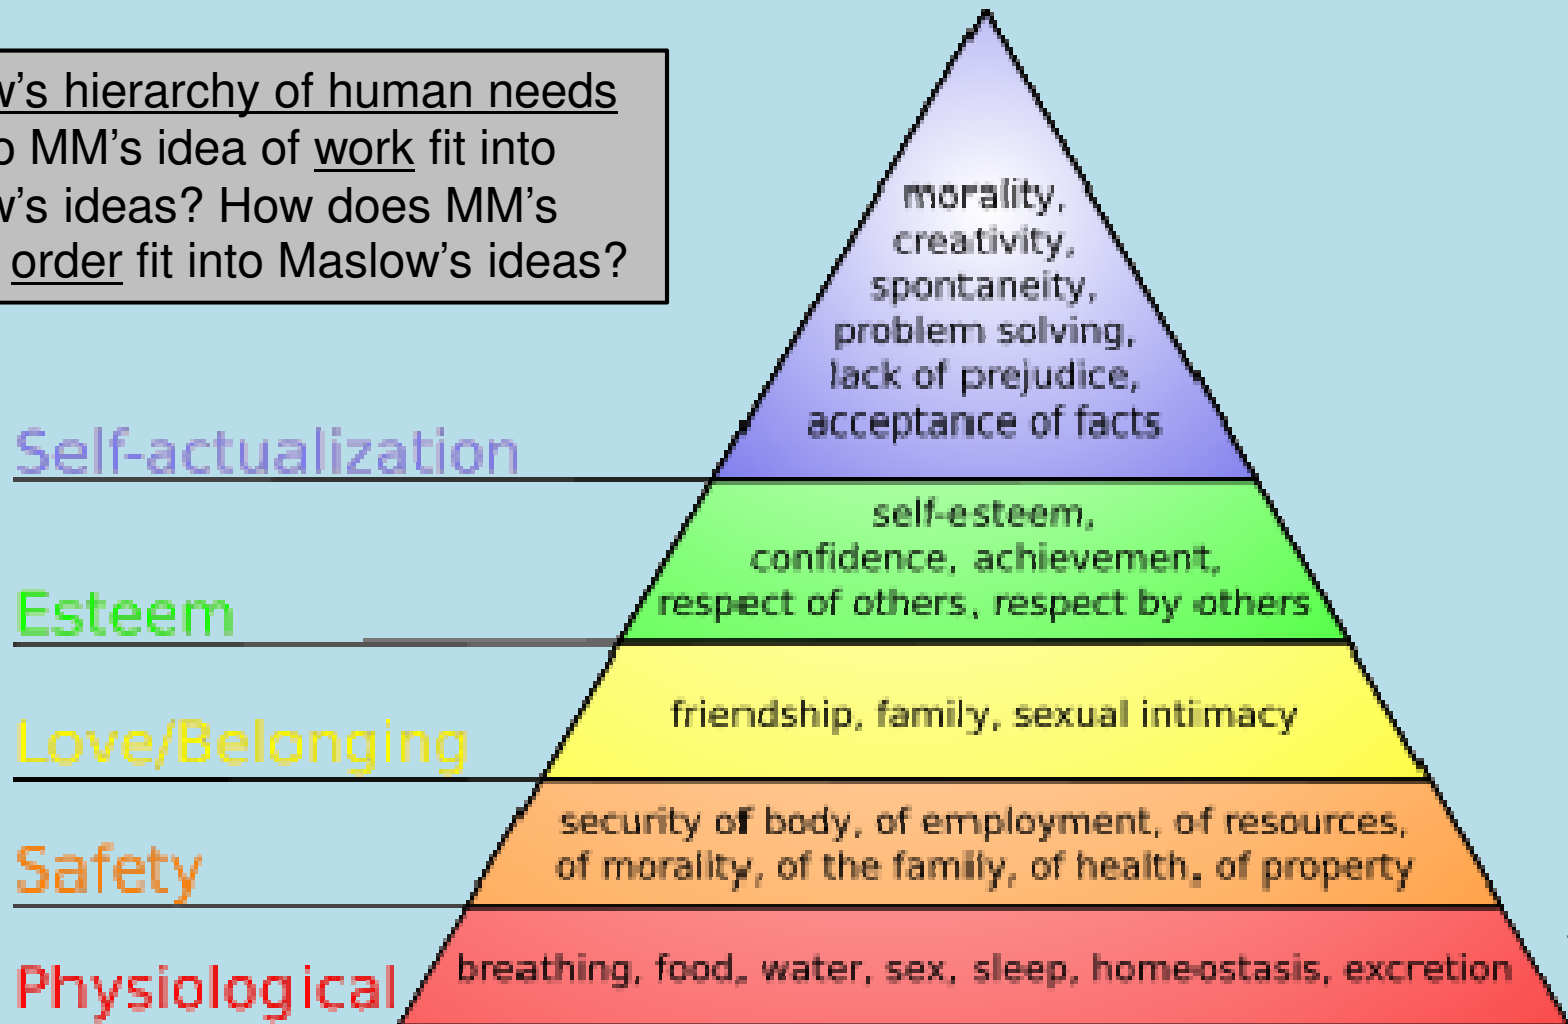 w's hierarchy of human needs
o MM's idea of work fit into
w's ideas? How does MM's
order fit into Maslow's ideas?
morality,
creativity,
spontaneity,
problem solving,
lack of prejudice,
acceptance of facts
Self-actualization
self-esteem,
confidence, achievement,
respect of others, respect by others
Esteem
friendship, family, sexual intimacy
Love/Belonging
security of body, of employment, of resources,
of morality, of the family, of health, of property
Safety
breathing, food, water, sex, sleep, homeostasis, excretion
Physiological